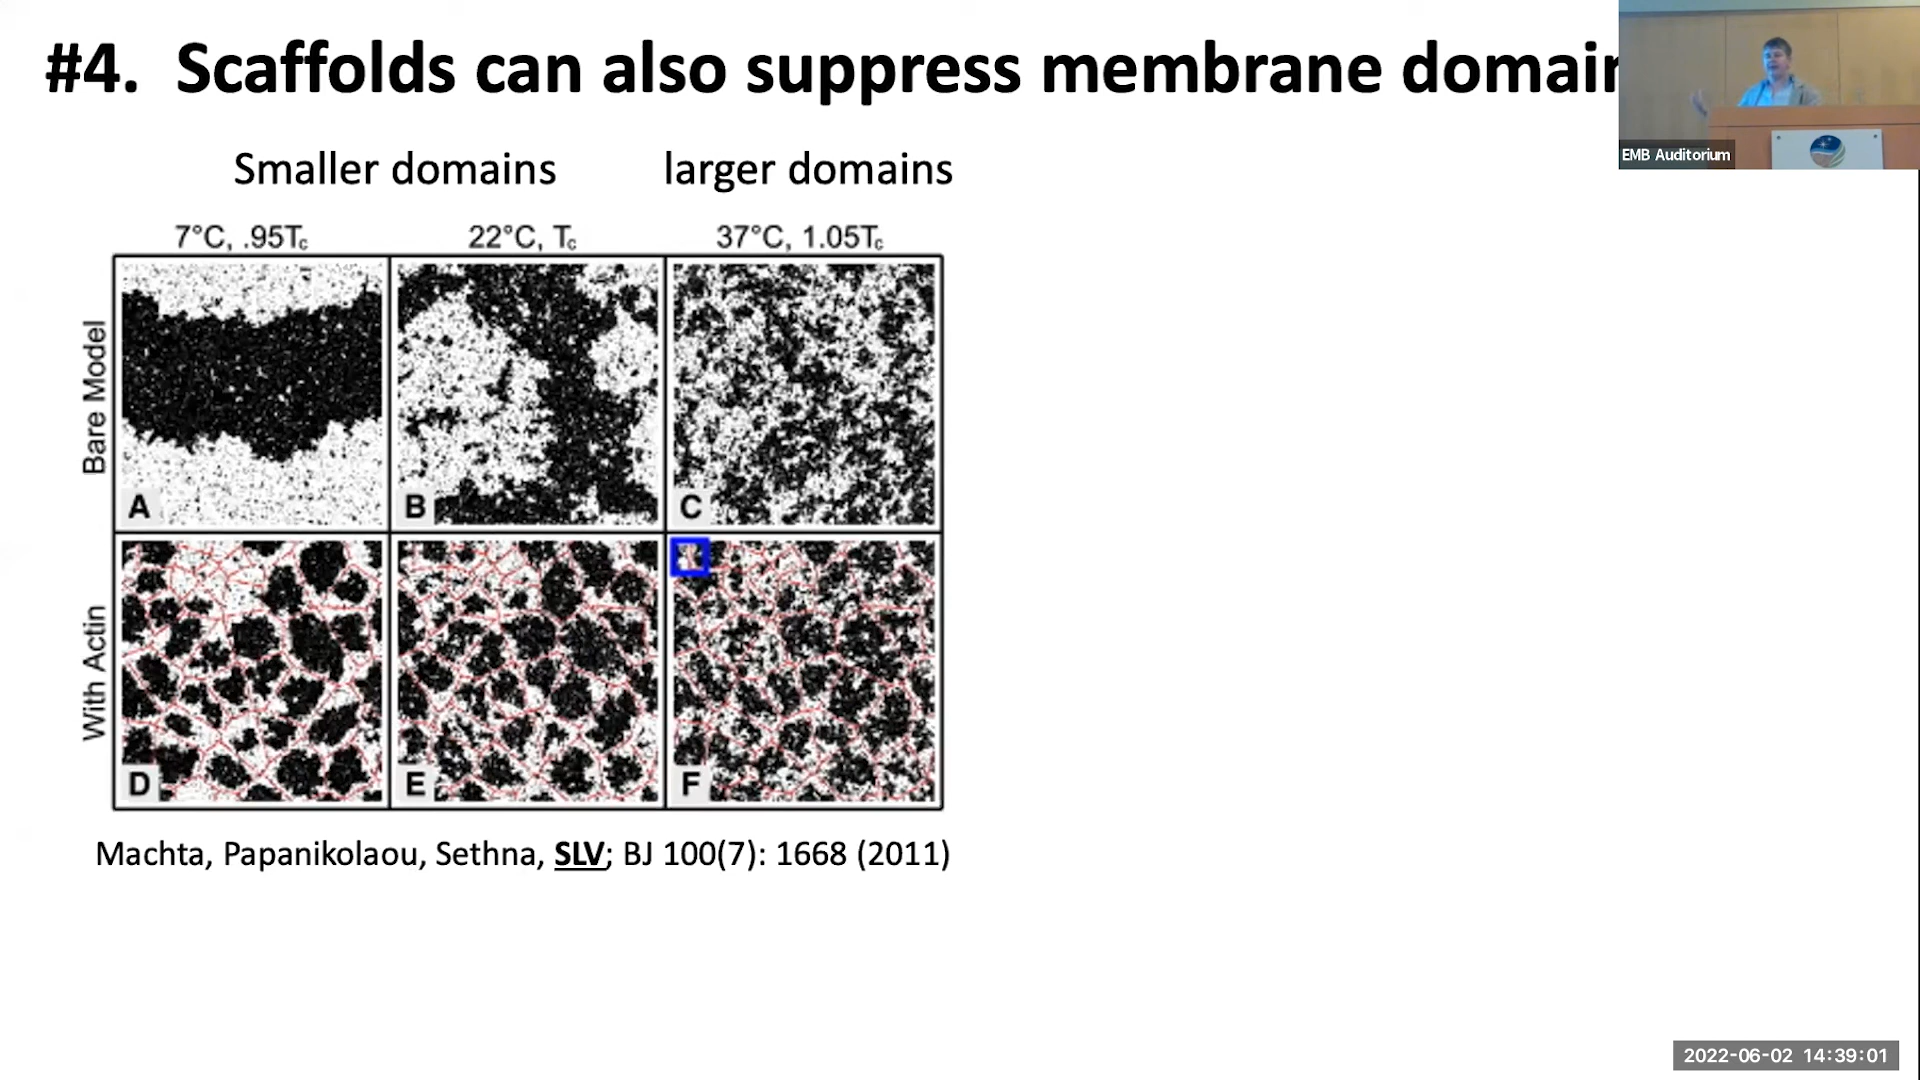 #4. Scaffolds can also suppress membrane domain
EMB Auditorium
Smaller domains
larger domains
7°C, .95Tc
22°C, Tc
37°C, 1.05Tc
Bare Model
A
B
C
With Actin
D
E
F
Machta, Papanikolaou, Sethna, SLV; BJ 100(7): 1668 (2011)
2022-06-02 14:39:01